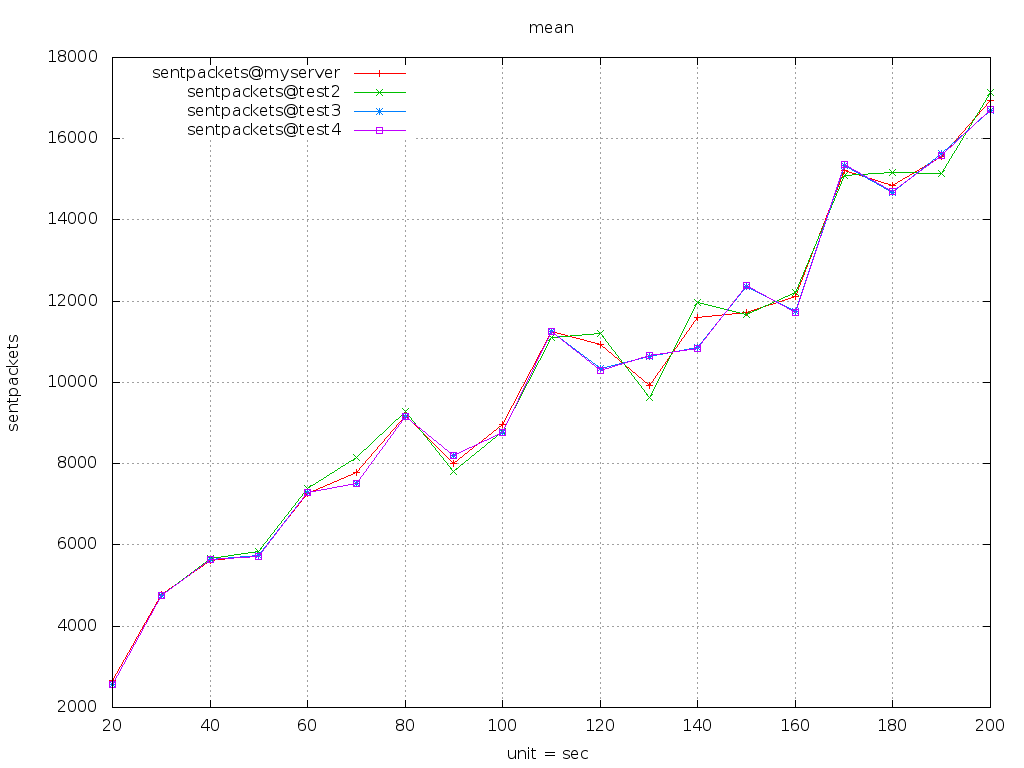 mean
18000
16000
14000
12000
10000
8000
6000
4000
2000
sentpackets
sentpackets@myserver
sentpackets@test2
sentpackets@test3
sentpackets@test4
20 40 60 80 100 120 140 160 180 200
unit = sec